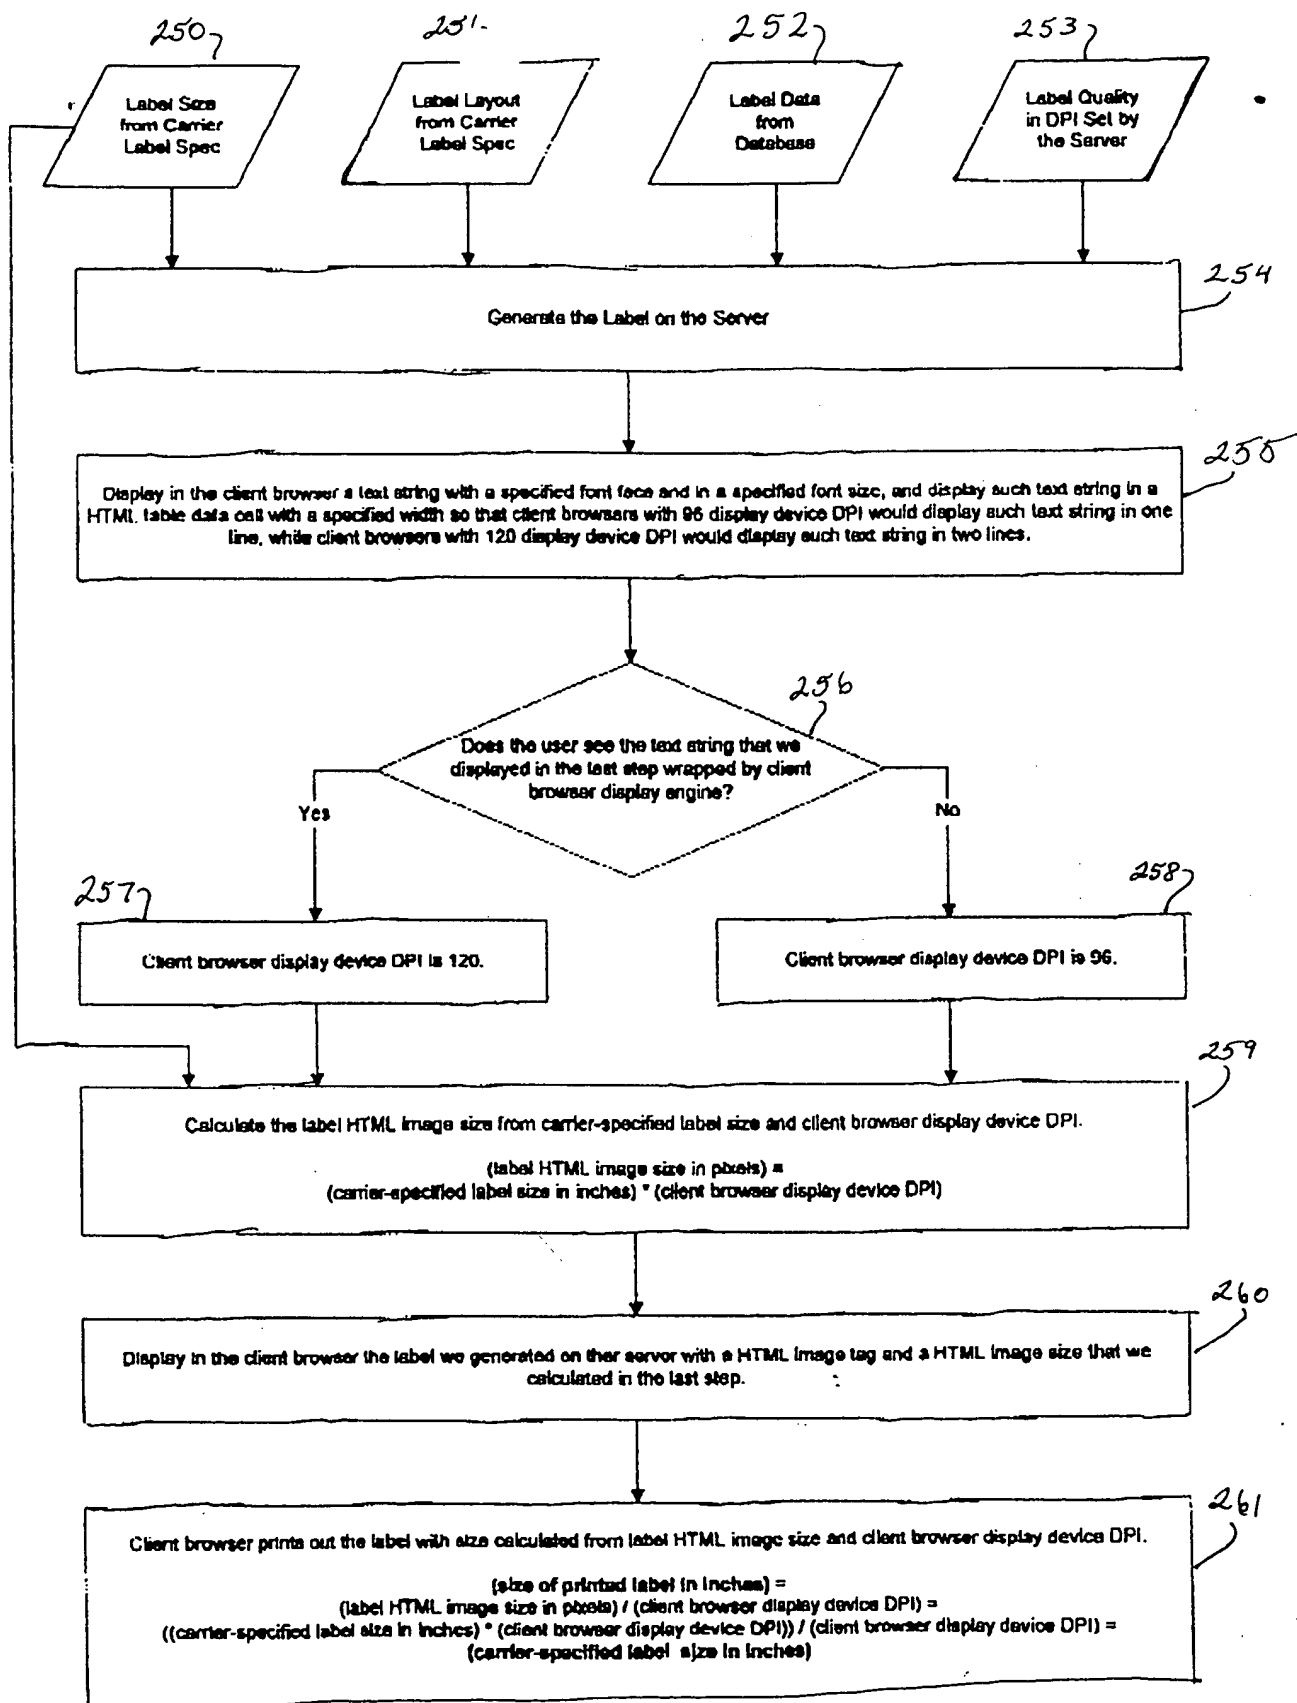 250
251
252
253
Label Size
from Carrier
Label Spec
Label Layout
from Carrier
Label Spec
Label Data
from
Database
Label Quality
in DPI Set by
the Server
254
Generate the Label on the Server
255
Display in the client browser a text string with a specified font face and in a specified font size, and display such text string in a
HTML table data cell with a specified width so that client browsers with 96 display device DPI would display such text string in one
line, while client browsers with 120 display device DPI would display such text string in two lines.
256
Does the user see the text string that we
displayed in the last step wrapped by client
browser display engine?
Yes
No
257
258
Client browser display device DPI is 120.
Client browser display device DPI is 96.
259
Calculate the label HTML image size from carrier-specified label size and client browser display device DPI.
(label HTML image size in pixels) =
(carrier-specified label size in inches) * (client browser display device DPI)
260
Display in the client browser the label we generated on ther server with a HTML image tag and a HTML image size that we
calculated in the last step.
261
Client browser prints out the label with size calculated from label HTML image size and client browser display device DPI.
(size of printed label in inches) =
(label HTML image size in pixels) / (client browser display device DPI) =
((carrier-specified label size in inches) * (client browser display device DPI)) / (client browser display device DPI) =
(carrier-specified label size in inches)